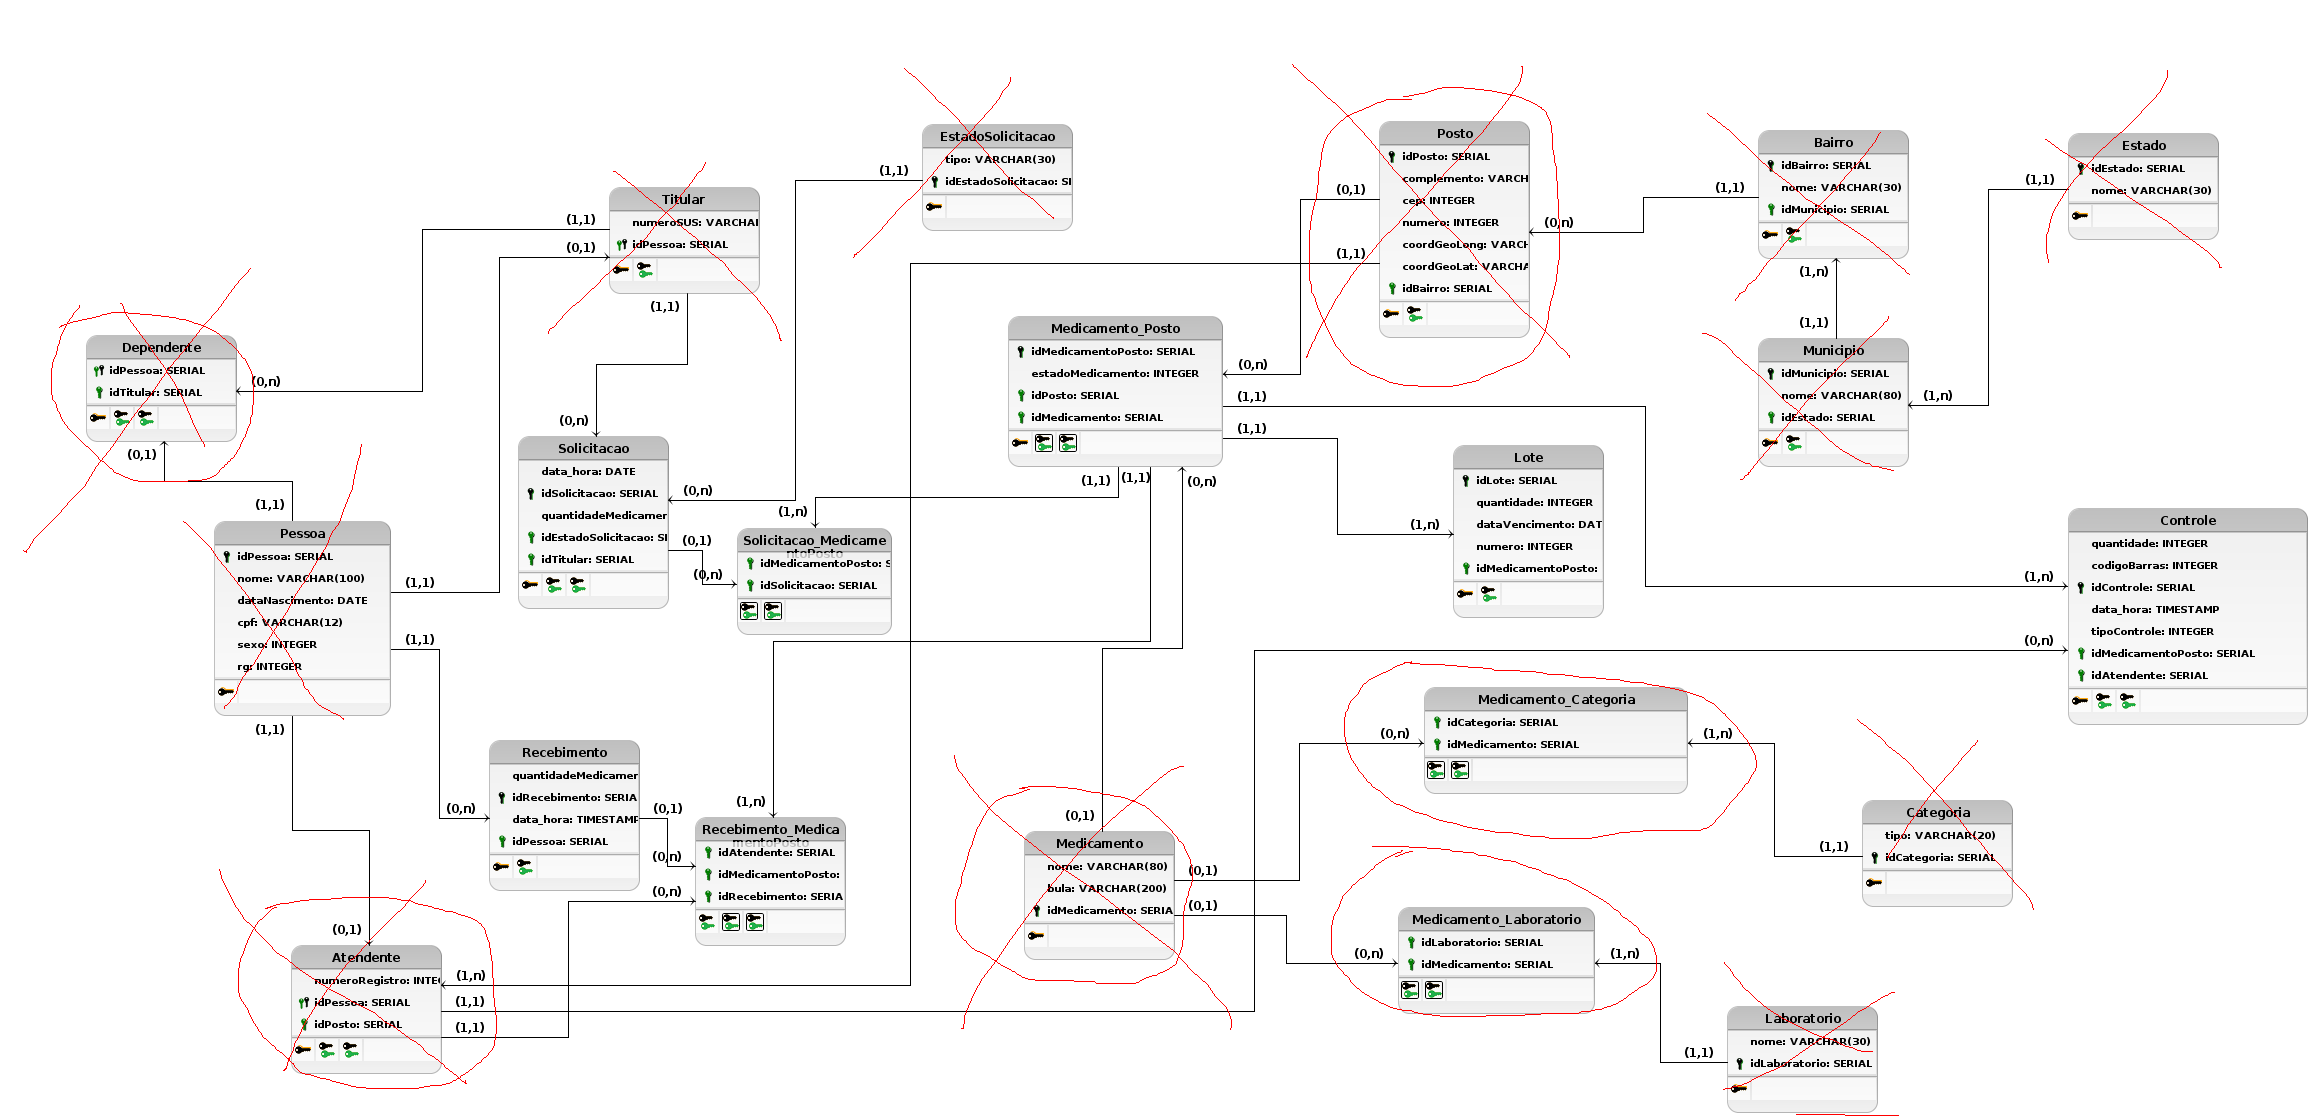 EstadoSolicitacao
tipo: VARCHAR(30)
idEstadoSolicitacao: SI
(1,1)
Posto
idPosto: SERIAL
complemento: VARCH
cep: INTEGER
numero: INTEGER
coordGeoLong: VARCH
coordGeoLat: VARCHA
idBairro: SERIAL
(0,1)
(1,1)
(0,n)
Bairro
idBairro: SERIAL
nome: VARCHAR(30)
idMunicipio: SERIAL
(1,1)
(1,n)
Estado
idEstado: SERIAL
nome: VARCHAR(30)
(1,1)
Titular
numeroSUS: VARCHAI
idPessoa: SERIAL
(1,1)
(0,1)
(1,1)
Dependente
idPessoa: SERIAL
idTitular: SERIAL
(0,n)
(0,1)
Medicamento_Posto
idMedicamentoPosto: SERIAL
estadoMedicamento: INTEGER
idPosto: SERIAL
idMedicamento: SERIAL
(0,n)
(1,1)
(1,1)
(1,1)
(1,1)
(0,n)
Municipio
idMunicipio: SERIAL
nome: VARCHAR(80)
idEstado: SERIAL
(1,1)
(1,n)
Solicitacao
data_hora: DATE
idSolicitacao: SERIAL
quantidadeMedicamer
idEstadoSolicitacao: SI
idTitular: SERIAL
(0,n)
(0,n)
(0,1)
Solicitacao_Medicame
ntoPosto
idMedicamentoPosto: S
idSolicitacao: SERIAL
(1,n)
(0,n)
Lote
idLote: SERIAL
quantidade: INTEGER
dataVencimento: DAT
numero: INTEGER
idMedicamentoPosto:
(1,n)
Controle
quantidade: INTEGER
codigoBarras: INTEGER
idControle: SERIAL
data_hora: TIMESTAMP
tipoControle: INTEGER
idMedicamentoPosto: SERIAL
idAtendente: SERIAL
(1,n)
(0,n)
Pessoa
idPessoa: SERIAL
nome: VARCHAR(100)
dataNascimento: DATE
cpf: VARCHAR(12)
sexo: INTEGER
rg: INTEGER
(1,1)
(1,1)
(1,1)
(1,1)
Recebimento
quantidadeMedicamer
idRecebimento: SERIA
data_hora: TIMESTAMP
idPessoa: SERIAL
(0,n)
(0,1)
Recebimento_Medica
mentoPosto
idAtendente: SERIAL
idMedicamentoPosto:
idRecebimento: SERIA
(1,n)
(0,n)
(0,n)
Medicamento
nome: VARCHAR(80)
bula: VARCHAR(200)
idMedicamento: SERIA
(0,1)
(0,1)
(0,1)
Medicamento_Categoria
idCategoria: SERIAL
idMedicamento: SERIAL
(0,n)
(1,n)
Categoria
tipo: VARCHAR(20)
idCategoria: SERIAL
(1,1)
Medicamento_Laboratorio
idLaboratorio: SERIAL
idMedicamento: SERIAL
(0,n)
(1,n)
Atendente
numeroRegistro: INTEC
idPessoa: SERIAL
idPosto: SERIAL
(0,1)
(1,n)
(1,1)
(1,1)
Laboratorio
nome: VARCHAR(30)
idLaboratorio: SERIAL
(1,1)